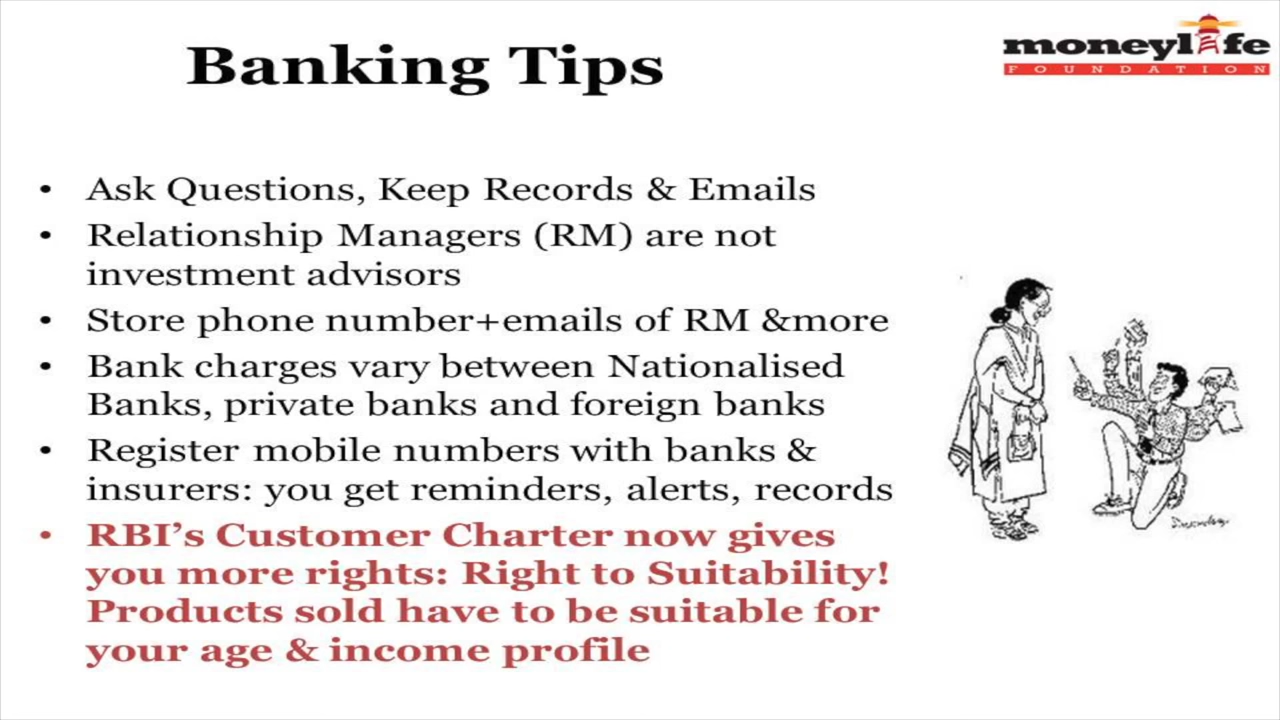 Banking Tips
moneylife
FOUNDATION
• Ask Questions, Keep Records & Emails
• Relationship Managers (RM) are not
investment advisors
• Store phone number+emails of RM &more
• Bank charges vary between Nationalised
Banks, private banks and foreign banks
• Register mobile numbers with banks &
insurers: you get reminders, alerts, records
• RBI’s Customer Charter now gives
you more rights: Right to Suitability!
Products sold have to be suitable for
your age & income profile